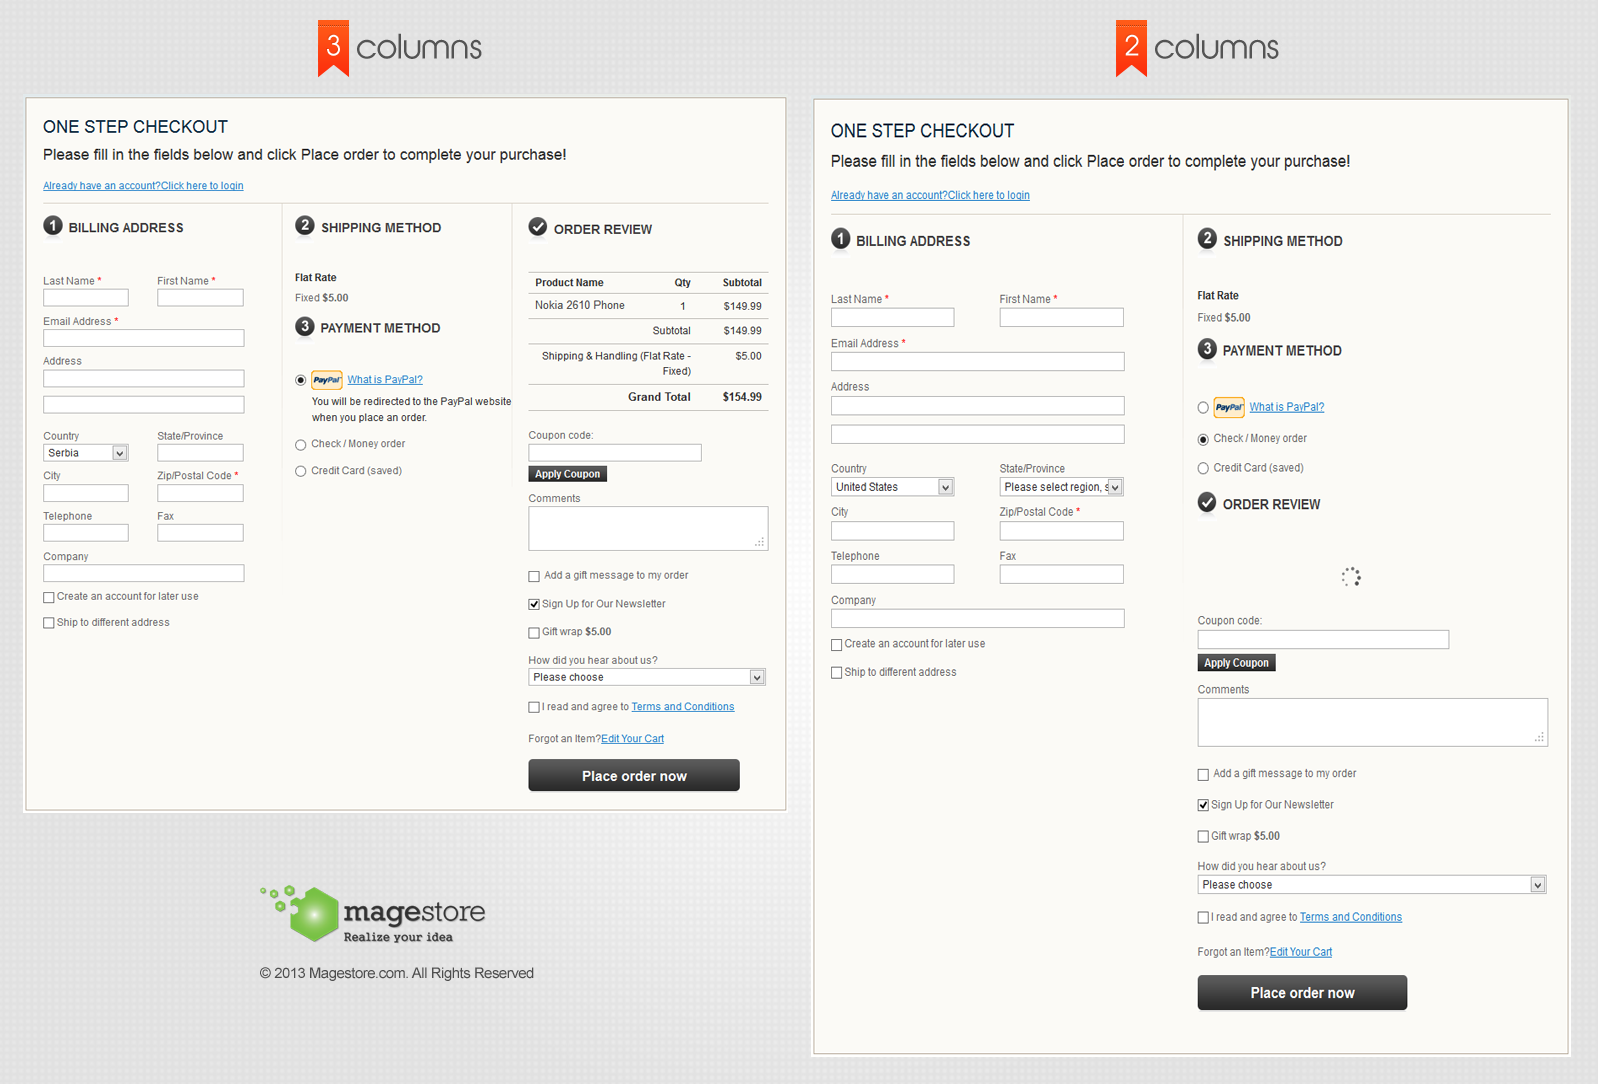 3 columns
ONE STEP CHECKOUT
Please fill in the fields below and click Place order to complete your purchase!
Already have an account?Click here to login
1 BILLING ADDRESS
Last Name * First Name *
Email Address *
Address
Country State/Province
Serbia
City Zip/Postal Code *
Telephone Fax
Company
Create an account for later use
Ship to different address
2 SHIPPING METHOD
Flat Rate
Fixed $5.00
3 PAYMENT METHOD
PayPal What is PayPal?
You will be redirected to the PayPal website
when you place an order.
Check / Money order
Credit Card (saved)
ORDER REVIEW
Product Name Qty Subtotal
Nokia 2610 Phone 1 $149.99
Subtotal $149.99
Shipping & Handling (Flat Rate - $5.00
Fixed)
Grand Total $154.99
Coupon code:
Apply Coupon
Comments
Add a gift message to my order
Sign Up for Our Newsletter
Gift wrap $5.00
How did you hear about us?
Please choose
I read and agree to Terms and Conditions
Forgot an Item?Edit Your Cart
Place order now
magestore
Realize your idea
© 2013 Magestore.com. All Rights Reserved
2 columns
ONE STEP CHECKOUT
Please fill in the fields below and click Place order to complete your purchase!
Already have an account?Click here to login
1 BILLING ADDRESS
Last Name * First Name *
Email Address *
Address
Country State/Province
United States Please select region, s
City Zip/Postal Code *
Telephone Fax
Company
Create an account for later use
Ship to different address
2 SHIPPING METHOD
Flat Rate
Fixed $5.00
3 PAYMENT METHOD
PayPal What is PayPal?
Check / Money order
Credit Card (saved)
ORDER REVIEW
Coupon code:
Apply Coupon
Comments
Add a gift message to my order
Sign Up for Our Newsletter
Gift wrap $5.00
How did you hear about us?
Please choose
I read and agree to Terms and Conditions
Forgot an Item?Edit Your Cart
Place order now